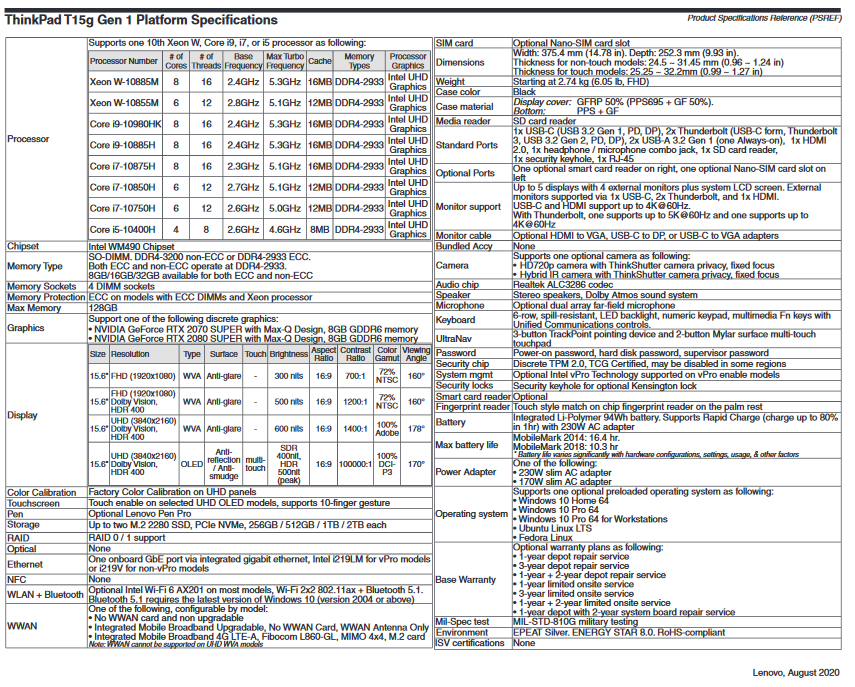 ThinkPad T15g Gen 1 Platform Specifications
Product Specifications Reference (PSREF)
Processor
Supports one 10th Xeon W, Core i9, i7, or i5 processor as following:
Processor Number | # of Cores | # of Threads | Base Frequency | Max Turbo Frequency | Cache | Memory Types | Processor Graphics
Xeon W-10885M | 8 | 16 | 2.4GHz | 5.3GHz | 16MB | DDR4-2933 | Intel UHD Graphics
Xeon W-10855M | 6 | 12 | 2.8GHz | 5.1GHz | 12MB | DDR4-2933 | Intel UHD Graphics
Core i9-10980HK | 8 | 16 | 2.4GHz | 5.3GHz | 16MB | DDR4-2933 | Intel UHD Graphics
Core i9-10885H | 8 | 16 | 2.4GHz | 5.3GHz | 16MB | DDR4-2933 | Intel UHD Graphics
Core i7-10875H | 8 | 16 | 2.3GHz | 5.1GHz | 16MB | DDR4-2933 | Intel UHD Graphics
Core i7-10850H | 6 | 12 | 2.7GHz | 5.1GHz | 12MB | DDR4-2933 | Intel UHD Graphics
Core i7-10750H | 6 | 12 | 2.6GHz | 5.0GHz | 12MB | DDR4-2933 | Intel UHD Graphics
Core i5-10400H | 4 | 8 | 2.6GHz | 4.6GHz | 8MB | DDR4-2933 | Intel UHD Graphics
Chipset | Intel WM490 Chipset
Memory Type
SO-DIMM. DDR4-3200 non-ECC or DDR4-2933 ECC.
Both ECC and non-ECC operate at DDR4-2933.
8GB/16GB/32GB available for both ECC and non-ECC
Memory Sockets | 4 DIMM sockets
Memory Protection | ECC on models with ECC DIMMs and Xeon processor
Max Memory | 128GB
Graphics
Support one of the following discrete graphics:
• NVIDIA GeForce RTX 2070 SUPER with Max-Q Design, 8GB GDDR6 memory
• NVIDIA GeForce RTX 2080 SUPER with Max-Q Design, 8GB GDDR6 memory
Display
Size | Resolution | Type | Surface | Touch | Brightness | Aspect Ratio | Contrast Ratio | Color Gamut | Viewing Angle
15.6" | FHD (1920x1080) | WVA | Anti-glare | - | 300 nits | 16:9 | 700:1 | 72% NTSC | 160°
15.6" | FHD (1920x1080) Dolby Vision, HDR 400 | WVA | Anti-glare | - | 500 nits | 16:9 | 1200:1 | 72% NTSC | 160°
15.6" | UHD (3840x2160) Dolby Vision, HDR 400 | WVA | Anti-glare | - | 600 nits | 16:9 | 1400:1 | 100% Adobe | 178°
15.6" | UHD (3840x2160) Dolby Vision, HDR 400 | OLED | Anti-reflection / Anti-smudge | multi-touch | SDR 400nit, HDR 500nit (peak) | 16:9 | 100000:1 | 100% DCI-P3 | 170°
Color Calibration | Factory Color Calibration on UHD panels
Touchscreen | Touch enable on selected UHD OLED models, supports 10-finger gesture
Pen | Optional Lenovo Pen Pro
Storage | Up to two M.2 2280 SSD, PCIe NVMe, 256GB / 512GB / 1TB / 2TB each
RAID | RAID 0 / 1 support
Optical | None
Ethernet
One onboard GbE port via integrated gigabit ethernet, Intel i219LM for vPro models
or i219V for non-vPro models
NFC | None
WLAN + Bluetooth
Optional Intel Wi-Fi 6 AX201 on most models, Wi-Fi 2x2 802.11ax + Bluetooth 5.1.
Bluetooth 5.1 requires the latest version of Windows 10 (version 2004 or above)
WWAN
One of the following, configurable by model:
• No WWAN card and non upgradable
• Integrated Mobile Broadband Upgradable, No WWAN Card, WWAN Antenna Only
• Integrated Mobile Broadband 4G LTE-A, Fibocom L860-GL, MIMO 4x4, M.2 card
Note: WWAN cannot be supported on UHD WVA models
SIM card | Optional Nano-SIM card slot
Dimensions
Width: 375.4 mm (14.78 in). Depth: 252.3 mm (9.93 in).
Thickness for non-touch models: 24.5 ~ 31.45 mm (0.96 ~ 1.24 in)
Thickness for touch models: 25.25 ~ 32.2mm (0.99 ~ 1.27 in)
Weight | Starting at 2.74 kg (6.05 lb, FHD)
Case color | Black
Case material
Display cover: GFRP 50% (PPS695 + GF 50%).
Bottom: PPS + GF
Media reader | SD card reader
Standard Ports
1x USB-C (USB 3.2 Gen 1, PD, DP), 2x Thunderbolt (USB-C form, Thunderbolt
3, USB 3.2 Gen 2, PD, DP), 2x USB-A 3.2 Gen 1 (one Always-on), 1x HDMI
2.0, 1x headphone / microphone combo jack, 1x SD card reader,
1x security keyhole, 1x RJ-45
Optional Ports
One optional smart card reader on right, one optional Nano-SIM card slot on
left
Monitor support
Up to 5 displays with 4 external monitors plus system LCD screen. External
monitors supported via 1x USB-C, 2x Thunbolt, and 1x HDMI.
USB-C and HDMI support up to 4K@60Hz.
With Thunderbolt, one supports up to 5K@60Hz and one supports up to
4K@60Hz
Monitor cable | Optional HDMI to VGA, USB-C to DP, or USB-C to VGA adapters
Bundled Accy | None
Camera
Supports one optional camera as following:
• HD720p camera with ThinkShutter camera privacy, fixed focus
• Hybrid IR camera with ThinkShutter camera privacy, fixed focus
Audio chip | Realtek ALC3286 codec
Speaker | Stereo speakers, Dolby Atmos sound system
Microphone | Optional dual array far-field microphone
Keyboard
6-row, spill-resistant, LED backlight, numeric keypad, multimedia Fn keys with
Unified Communications controls.
UltraNav
3-button TrackPoint pointing device and 2-button Mylar surface multi-touch
touchpad
Password | Power-on password, hard disk password, supervisor password
Security chip | Discrete TPM 2.0, TCG Certified, may be disabled in some regions
System mgmt | Optional Intel vPro Technology supported on vPro enable models
Security locks | Security keyhole for optional Kensington lock
Smart card reader | Optional
Fingerprint reader | Touch style match on chip fingerprint reader on the palm rest
Battery
Integrated Li-Polymer 94Wh battery. Supports Rapid Charge (charge up to 80%
in 1hr) with 230W AC adapter
Max battery life
MobileMark 2014: 16.4 hr.
MobileMark 2018: 10.3 hr
* Battery life varies significantly with hardware configurations, settings, usage, & other factors
Power Adapter
One of the following:
• 230W slim AC adapter
• 170W slim AC adapter
Operating system
Supports one optional preloaded operating system as following:
• Windows 10 Home 64
• Windows 10 Pro 64
• Windows 10 Pro 64 for Workstations
• Ubuntu Linux LTS
• Fedora Linux
Base Warranty
Optional warranty plans as following:
• 1-year depot repair service
• 3-year depot repair service
• 1-year + 2-year depot repair service
• 1-year limited onsite service
• 3-year limited onsite service
• 1-year + 2-year limited onsite service
• 1-year depot with 2-year system board repair service
Mil-Spec test | MIL-STD-810G military testing
Environment | EPEAT Silver. ENERGY STAR 8.0. RoHS-compliant
ISV certifications | None
Lenovo, August 2020